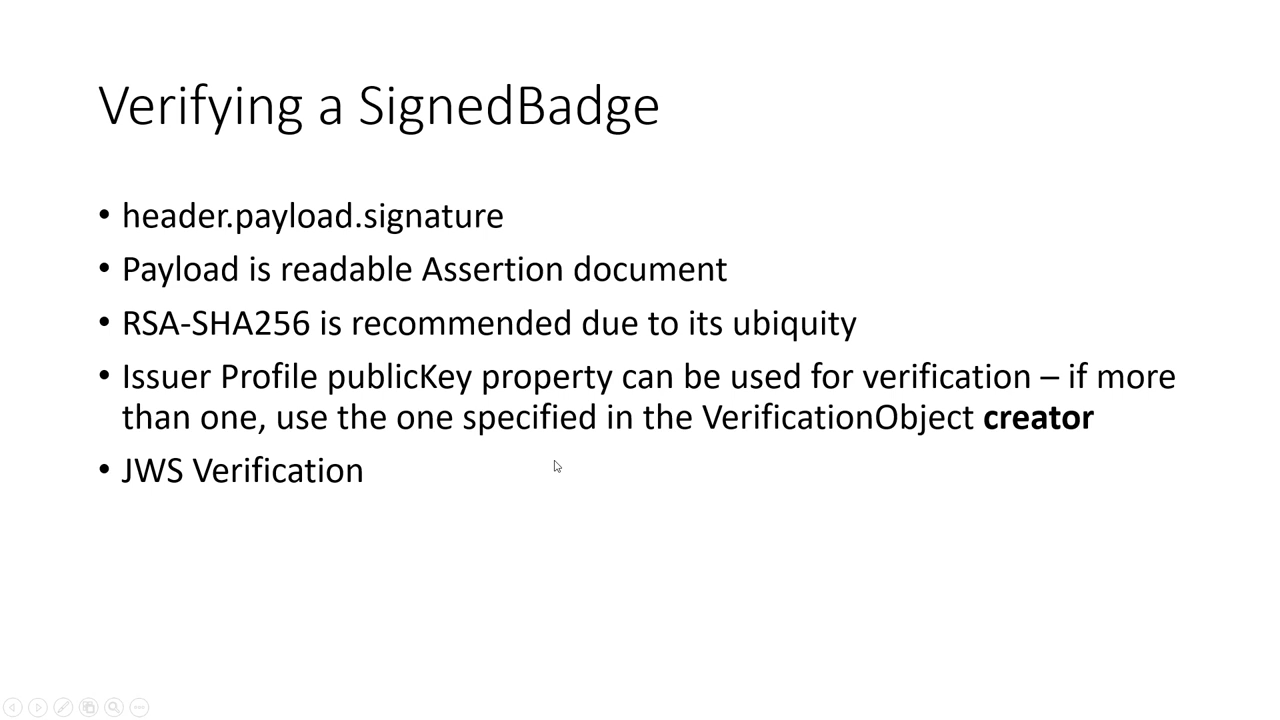 Verifying a SignedBadge
• header.payload.signature
• Payload is readable Assertion document
• RSA-SHA256 is recommended due to its ubiquity
• Issuer Profile publicKey property can be used for verification – if more
than one, use the one specified in the VerificationObject creator
• JWS Verification